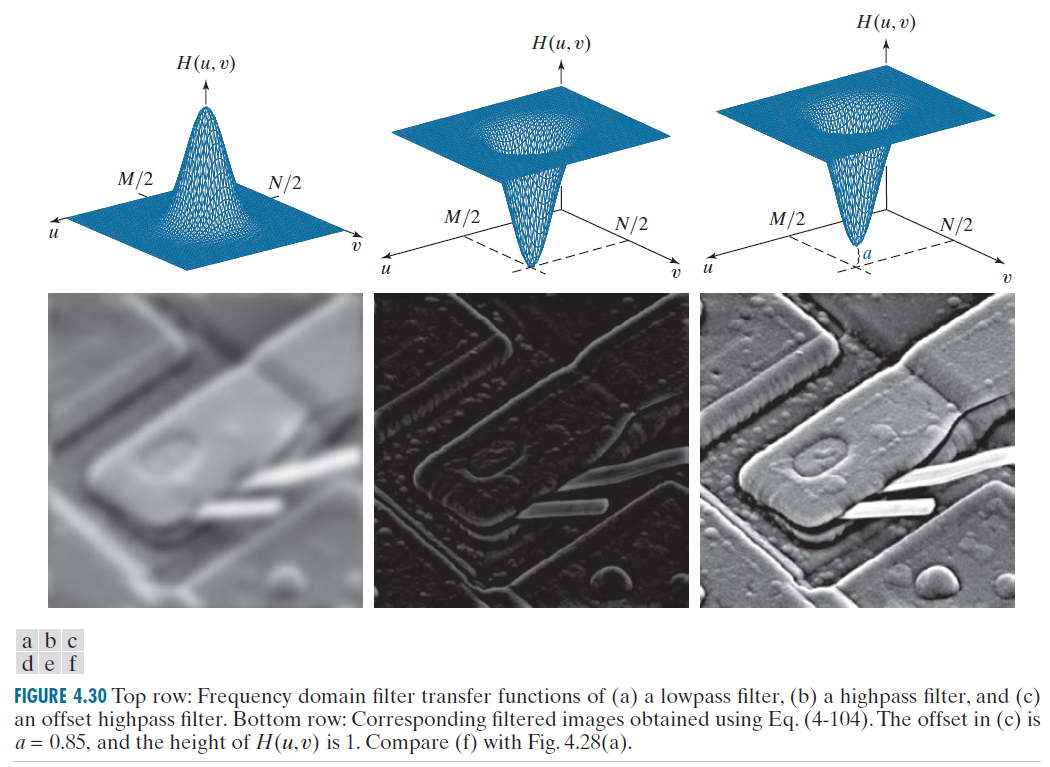 H(u, v)
H(u, v)
H(u, v)
M/2
N/2
u
v
M/2
N/2
u
v
M/2
N/2
a
u
v
a b c
d e f
FIGURE 4.30 Top row: Frequency domain filter transfer functions of (a) a lowpass filter, (b) a highpass filter, and (c)
an offset highpass filter. Bottom row: Corresponding filtered images obtained using Eq. (4-104). The offset in (c) is
a = 0.85, and the height of H(u,v) is 1. Compare (f) with Fig. 4.28(a).